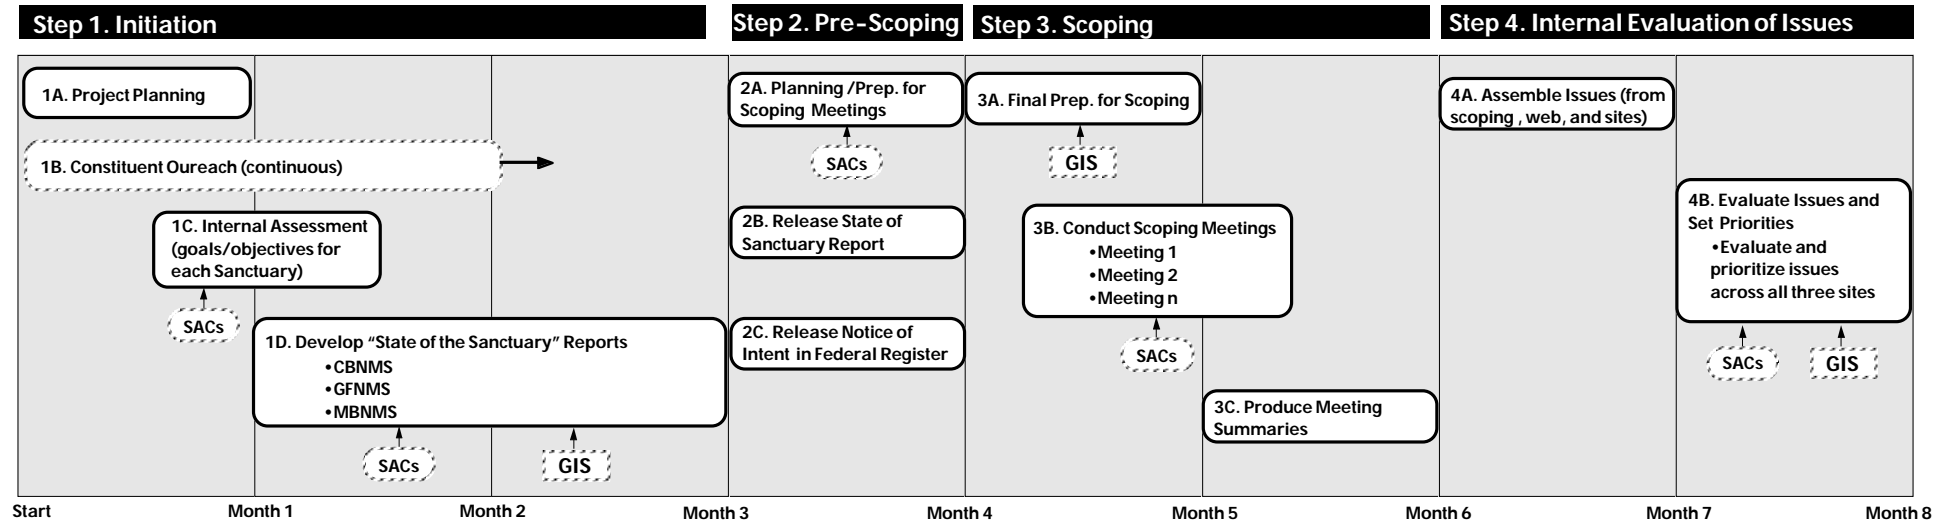 Step 1. Initiation
Step 2. Pre-Scoping
Step 3. Scoping
Step 4. Internal Evaluation of Issues
1A. Project Planning
1B. Constituent Oureach (continuous)
1C. Internal Assessment
(goals/objectives for
each Sanctuary)
SACs
1D. Develop “State of the Sanctuary” Reports
•CBNMS
•GFNMS
•MBNMS
SACs
GIS
2A. Planning /Prep. for
Scoping Meetings
SACs
2B. Release State of
Sanctuary Report
2C. Release Notice of
Intent in Federal Register
3A. Final Prep. for Scoping
GIS
3B. Conduct Scoping Meetings
•Meeting 1
•Meeting 2
•Meeting n
SACs
3C. Produce Meeting
Summaries
4A. Assemble Issues (from
scoping , web, and sites)
4B. Evaluate Issues and
Set Priorities
•Evaluate and
prioritize issues
across all three sites
SACs
GIS
Start
Month 1
Month 2
Month 3
Month 4
Month 5
Month 6
Month 7
Month 8